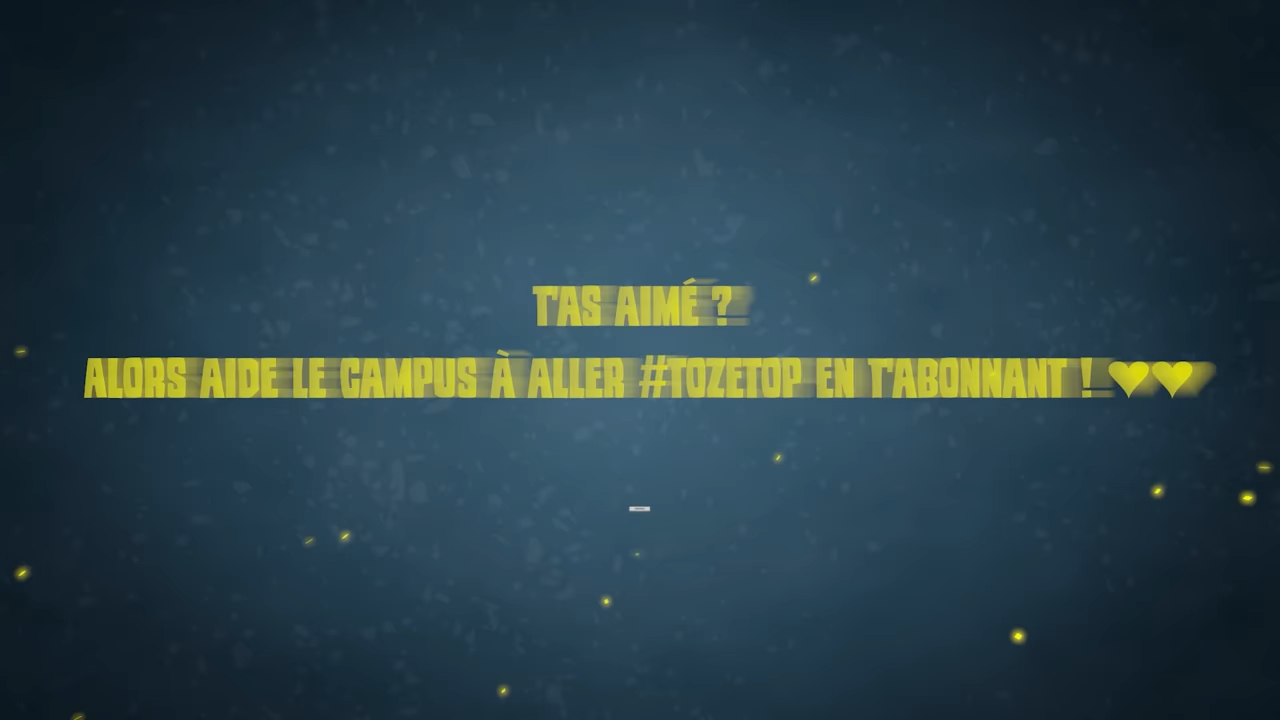 T'AS AIMÉ ?
ALORS AIDE LE CAMPUS À ALLER #TOZETOP EN T'ABONNANT ! ♥♥